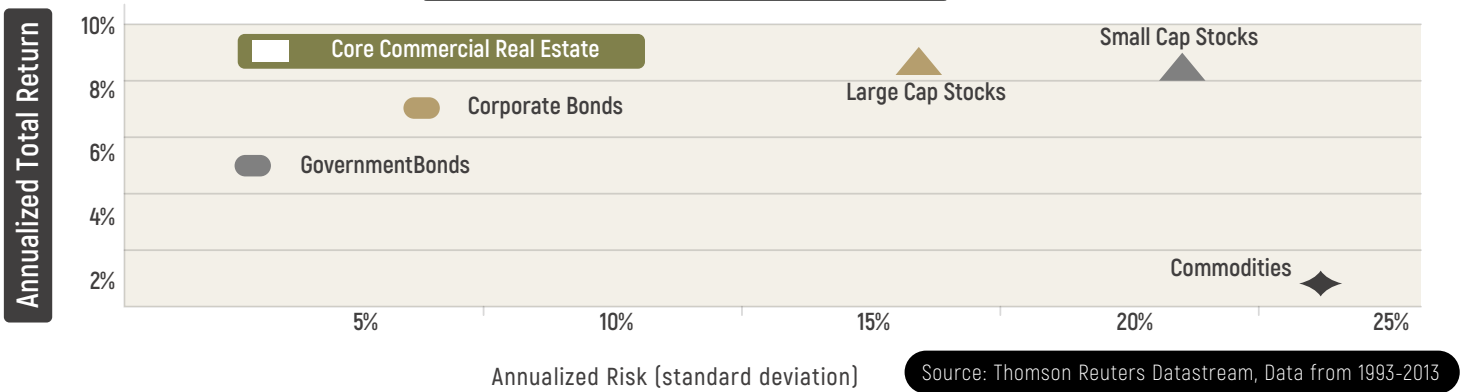 Annualized Total Return
10%
Core Commercial Real Estate
Small Cap Stocks
8%
Large Cap Stocks
Corporate Bonds
6%
GovernmentBonds
4%
2%
Commodities
5%
10%
15%
20%
25%
Annualized Risk (standard deviation)
Source: Thomson Reuters Datastream, Data from 1993-2013